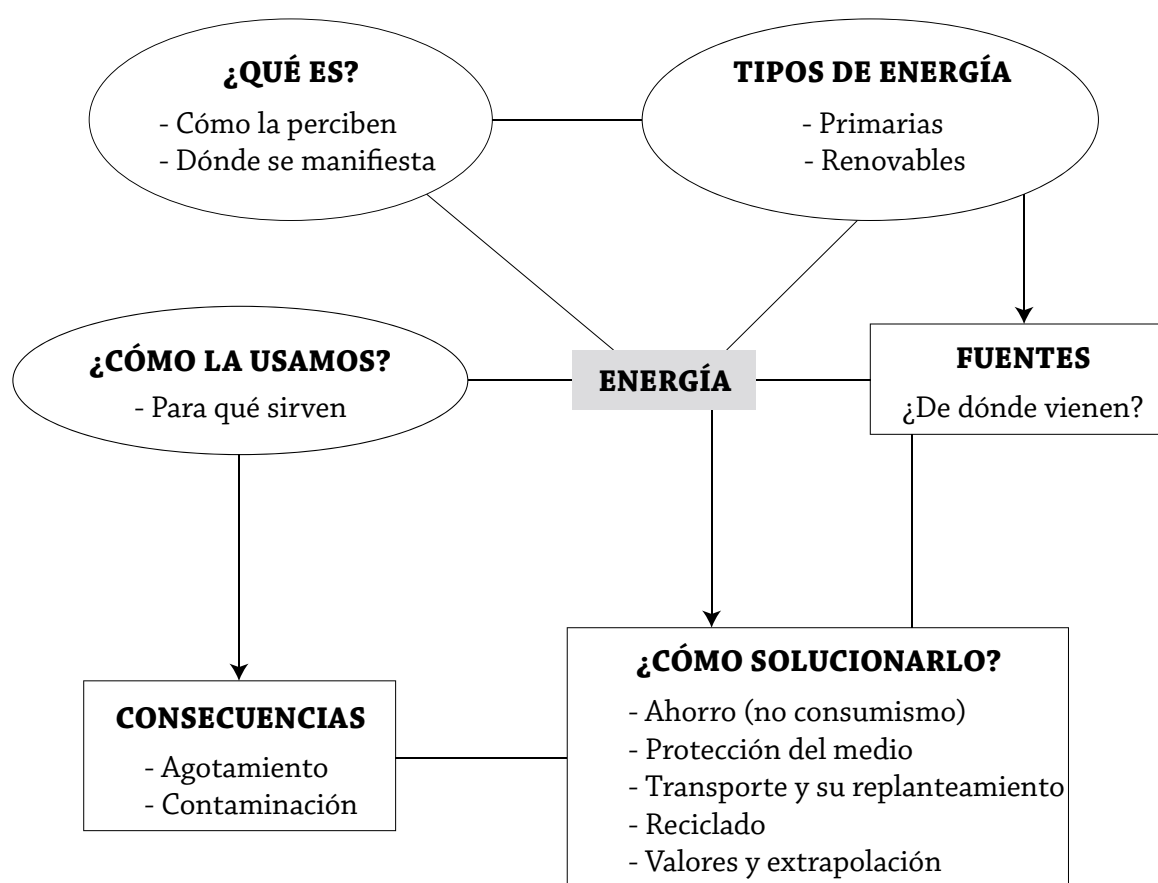 ¿QUÉ ES?
- Cómo la perciben
- Dónde se manifiesta
TIPOS DE ENERGÍA
- Primarias
- Renovables
¿CÓMO LA USAMOS?
- Para qué sirven
ENERGÍA
FUENTES
¿De dónde vienen?
CONSECUENCIAS
- Agotamiento
- Contaminación
¿CÓMO SOLUCIONARLO?
- Ahorro (no consumismo)
- Protección del medio
- Transporte y su replanteamiento
- Reciclado
- Valores y extrapolación